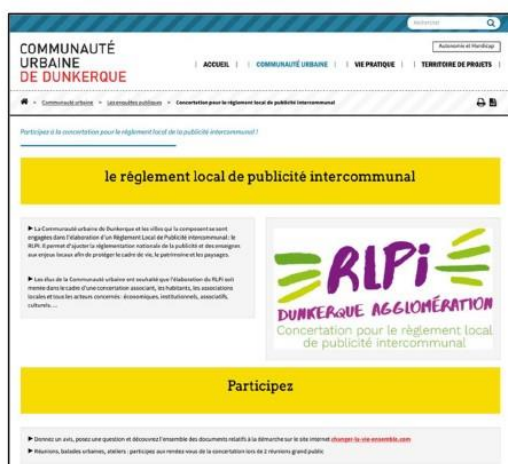 Rechercher
Autonomie et Handicap
COMMUNAUTÉ
URBAINE
DE DUNKERQUE
| ACCUEIL | | COMMUNAUTÉ URBAINE | | VIE PRATIQUE | | TERRITOIRE DE PROJETS |
Communauté urbaine » Les enquêtes publiques » Concertation pour le règlement local de publicité intercommunal
Participez à la concertation pour le règlement local de la publicité intercommunal !
le réglement local de publicité intercommunal
► La Communauté urbaine de Dunkerque et les villes qui la composent se sont
engagées dans l'élaboration d'un Règlement Local de Publicité Intercommunal : le
RLPi. Il permet d'ajuster la réglementation nationale de la publicité et des enseignes
aux enjeux locaux afin de protéger le cadre de vie, le patrimoine et les paysages.
► Les élus de la Communauté urbaine ont souhaité que l'élaboration du RLPi soit
menée dans le cadre d'une concertation associant, les habitants, les associations
locales et tous les acteurs concernés : économiques, institutionnels, associatifs,
culturels ...
RLPi
DUNKERQUE AGGLOMÉRATION
Concertation pour le règlement local
de publicité intercommunal
Participez
► Donnez un avis, posez une question et découvrez l'ensemble des documents relatifs à la démarche sur le site internet changer-la-vie-ensemble.com
► Réunions, balades urbaines, ateliers : participez aux rendez-vous de la concertation lors de 2 réunions grand public